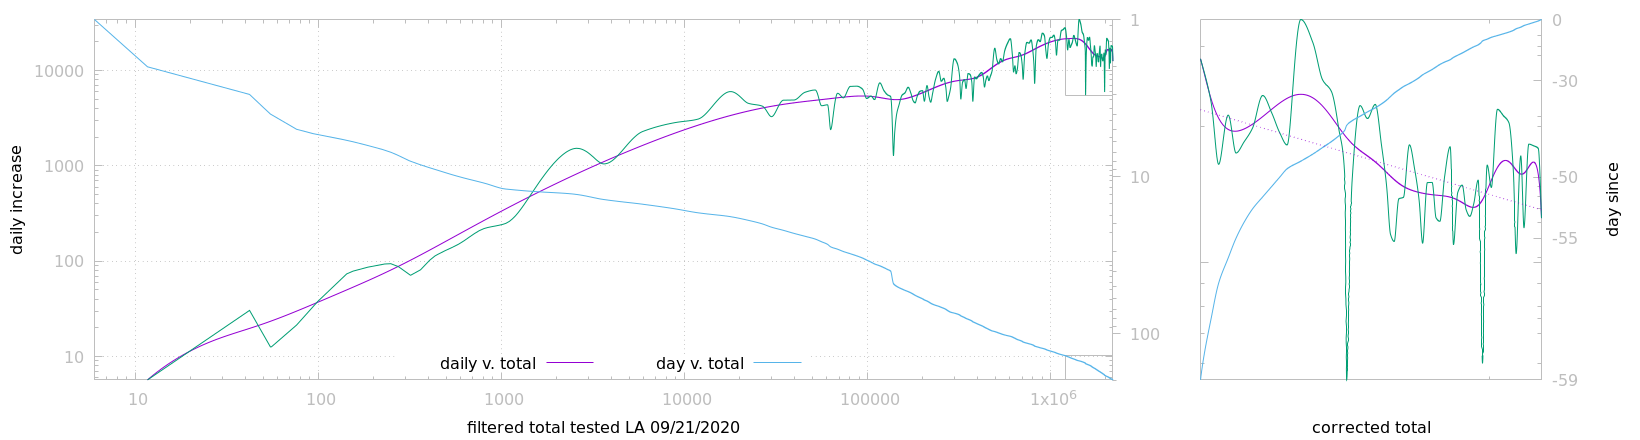 10000
1000
100
10
daily increase
10
100
1000
10000
100000
1x10⁶
1
10
100
daily v. total
day v. total
filtered total tested LA 09/21/2020
0
-30
-50
-55
-59
day since
corrected total